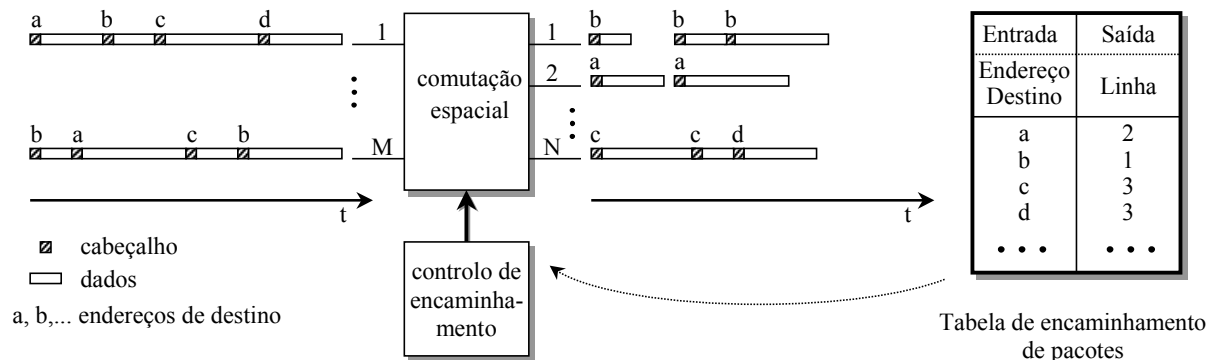 a b c d
1
b a c b
M
t
cabeçalho
dados
a, b,... endereços de destino
comutação
espacial
controlo de
encaminha-
mento
1
b b b
2
a a
N
c c d
t
Entrada Saída
Endereço
Destino
Linha
a 2
b 1
c 3
d 3
• • • • • •
Tabela de encaminhamento
de pacotes